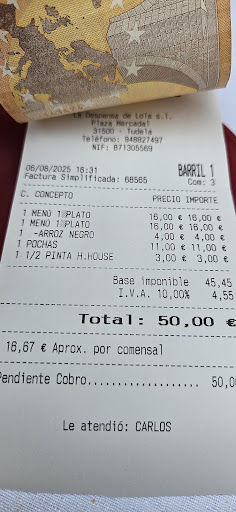 La Despensa de Lola s.l.
Plaza Mercadal
31500 - Tudela
Teléfono: 948827497
NIF: B71305569
06/08/2025 16:31 BARRIL 1
Factura Simplificada: 68565 Com: 3
C. CONCEPTO PRECIO IMPORTE
1 MENÚ 1ºPLATO 16,00 € 16,00 €
1 MENÚ 1ºPLATO 16,00 € 16,00 €
1 -ARROZ NEGRO 4,00 € 4,00 €
1 POCHAS 11,00 € 11,00 €
1 1/2 PINTA H.HOUSE 3,00 € 3,00 €
Base imponible 45,45
I.V.A. 10,00% 4,55
Total: 50,00 €
16,67 € Aprox. por comensal
Pendiente Cobro................... 50,0
Le atendió: CARLOS